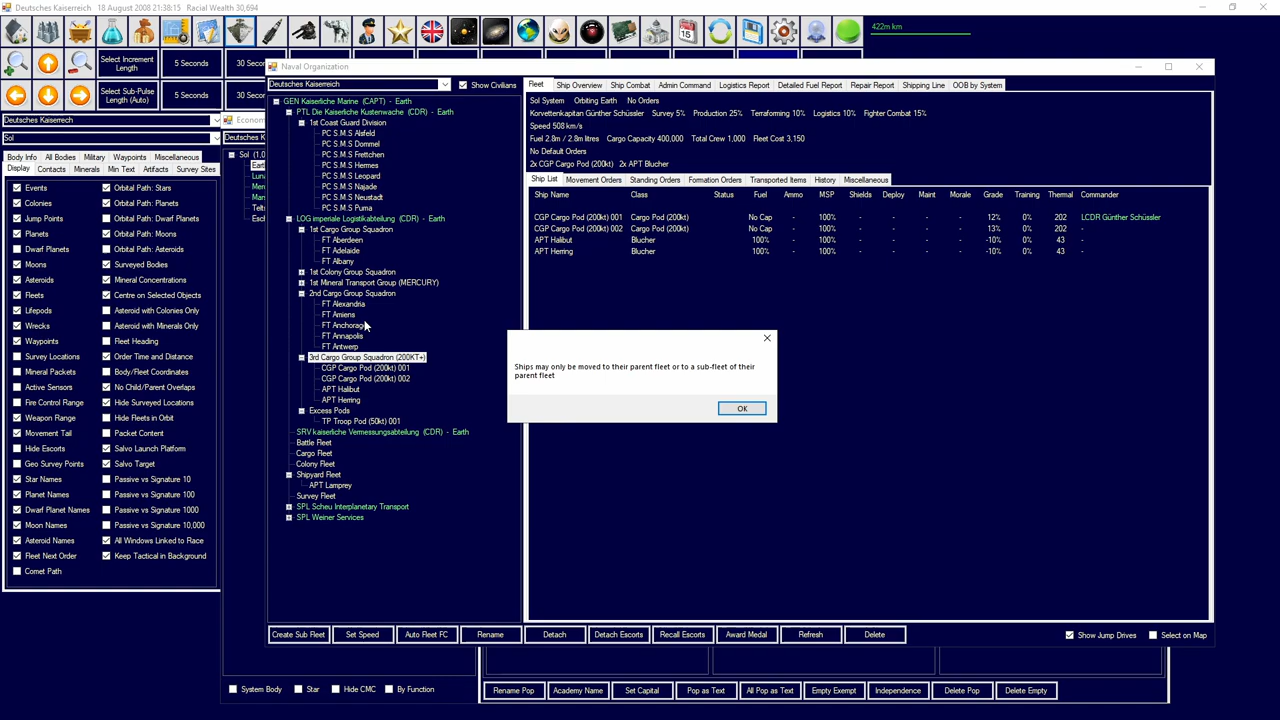 Deutsches Kaiserreich   18 August 2008 21:38:15   Racial Wealth 30,694
422m km
Select Increment Length
5 Seconds
30 Sec
Select Sub-Pulse Length (Auto)
5 Seconds
30 Sec
Deutsches Kaiserreich
Sol
Body Info
All Bodies
Military
Waypoints
Miscellaneous
Display
Contacts
Minerals
Min Text
Artifacts
Survey Sites
Events
Orbital Path: Stars
Colonies
Orbital Path: Planets
Jump Points
Orbital Path: Dwarf Planets
Planets
Orbital Path: Moons
Dwarf Planets
Orbital Path: Asteroids
Moons
Surveyed Bodies
Asteroids
Mineral Concentrations
Fleets
Centre on Selected Objects
Lifepods
Asteroid with Colonies Only
Wrecks
Asteroid with Minerals Only
Waypoints
Fleet Heading
Survey Locations
Order Time and Distance
Mineral Packets
Body/Fleet Coordinates
Active Sensors
No Child/Parent Overlaps
Fire Control Range
Hide Surveyed Locations
Weapon Range
Hide Fleets in Orbit
Movement Tail
Packet Content
Hide Escorts
Salvo Launch Platform
Geo Survey Points
Salvo Target
Star Names
Passive vs Signature 10
Planet Names
Passive vs Signature 100
Dwarf Planet Names
Passive vs Signature 1000
Moon Names
Passive vs Signature 10,000
Asteroid Names
All Windows Linked to Race
Fleet Next Order
Keep Tactical in Background
Comet Path
Econom
Deutsches K
Sol (1,0
Eart
Luna
Mer
Mar
Telt
Escl
Naval Organization
Deutsches Kaiserreich
Show Civilians
GEN Kaiserliche Marine (CAPT) - Earth
PTL Die Kaiserliche Kustenwache (CDR) - Earth
1st Coast Guard Division
PC S.M.S Alsfeld
PC S.M.S Dommel
PC S.M.S Frettchen
PC S.M.S Hermes
PC S.M.S Leopard
PC S.M.S Najade
PC S.M.S Neustadt
PC S.M.S Puma
LOG imperiale Logistikabteilung (CDR) - Earth
1st Cargo Group Squadron
FT Aberdeen
FT Adelaide
FT Albany
1st Colony Group Squadron
1st Mineral Transport Group (MERCURY)
2nd Cargo Group Squadron
FT Alexandria
FT Amiens
FT Anchorage
FT Annapolis
FT Antwerp
3rd Cargo Group Squadron (200KT+)
CGP Cargo Pod (200kt) 001
CGP Cargo Pod (200kt) 002
APT Halibut
APT Herring
Excess Pods
TP Troop Pod (50kt) 001
SRV kaiserliche Vermessungsabteilung (CDR) - Earth
Battle Fleet
Cargo Fleet
Colony Fleet
Shipyard Fleet
APT Lamprey
Survey Fleet
SPL Scheu Interplanetary Transport
SPL Weiner Services
Fleet
Ship Overview
Ship Combat
Admin Command
Logistics Report
Detailed Fuel Report
Repair Report
Shipping Line
OOB by System
Sol System   Orbiting Earth   No Orders
Korvettenkapitan Günther Schüssler   Survey 5%   Production 25%   Terraforming 10%   Logistics 10%   Fighter Combat 15%
Speed 508 km/s
Fuel 2.8m / 2.8m litres   Cargo Capacity 400,000   Total Crew 1,000   Fleet Cost 3,150
No Default Orders
2x CGP Cargo Pod (200kt)   2x APT Blucher
Ship List
Movement Orders
Standing Orders
Formation Orders
Transported Items
History
Miscellaneous
Ship Name   Class   Status   Fuel   Ammo   MSP   Shields   Deploy   Maint   Morale   Grade   Training   Thermal   Commander
CGP Cargo Pod (200kt) 001   Cargo Pod (200kt)   No Cap   -   100%   -   -   -   -   12%   0%   202   LCDR Günther Schüssler
CGP Cargo Pod (200kt) 002   Cargo Pod (200kt)   No Cap   -   100%   -   -   -   -   13%   0%   202   -
APT Halibut   Blucher   100%   -   100%   -   -   -   -   -10%   0%   43   -
APT Herring   Blucher   100%   -   100%   -   -   -   -   -10%   0%   43   -
Ships may only be moved to their parent fleet or to a sub-fleet of their
parent fleet
OK
Create Sub Fleet
Set Speed
Auto Fleet FC
Rename
Detach
Detach Escorts
Recall Escorts
Award Medal
Refresh
Delete
Show Jump Drives
Select on Map
System Body
Star
Hide CMC
By Function
Rename Pop
Academy Name
Set Capital
Pop as Text
All Pop as Text
Empty Exempt
Independence
Delete Pop
Delete Empty